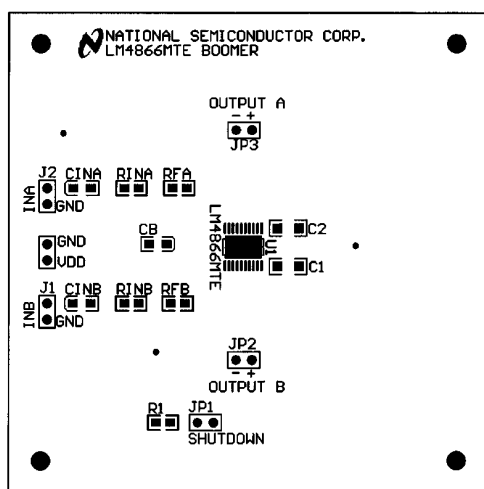 NATIONAL SEMICONDUCTOR CORP.
LM4866MTE BOOMER
OUTPUT A
- +
JP3
J2 CINA RINA RFA
INA
GND
LM4866MTE
U1
CB
C2
GND
VDD
C1
J1 CINB RINB RFB
INB
GND
JP2
- +
OUTPUT B
R1 JP1
SHUTDOWN